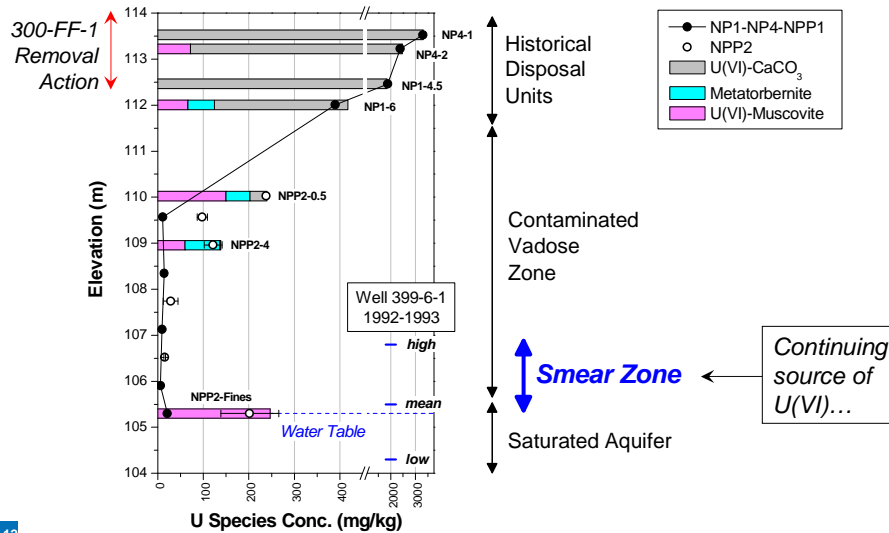 300-FF-1
Removal
Action
114
113
112
110
109
108
107
106
105
104
Elevation (m)
NP4-1
NP4-2
NP1-4.5
NP1-6
NPP2-0.5
NPP2-4
NPP2-Fines
Well 399-6-1
1992-1993
high
mean
Water Table
low
0
100
200
300
400
2000
3000
U Species Conc. (mg/kg)
Historical
Disposal
Units
Contaminated
Vadose
Zone
Smear Zone
Saturated Aquifer
NP1-NP4-NPP1
NPP2
U(VI)-CaCO₃
Metatorbernite
U(VI)-Muscovite
Continuing
source of
U(VI)…